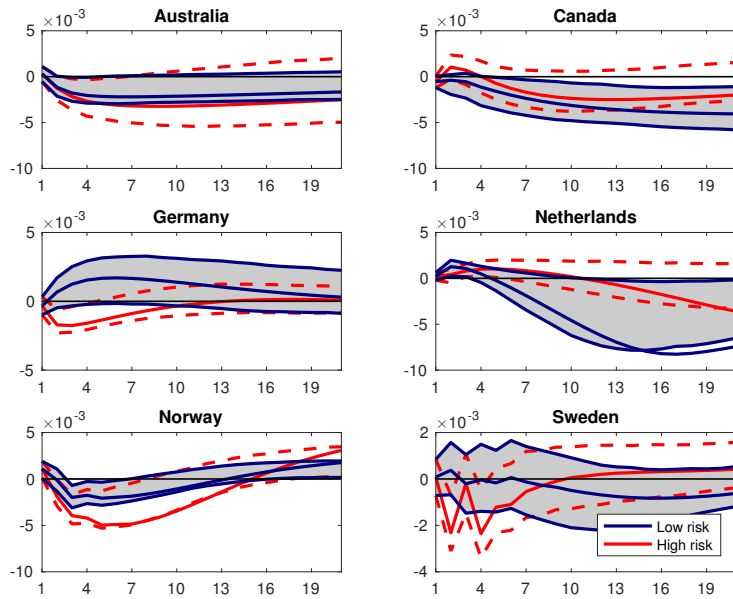 Australia
×10⁻³
5
0
-5
-10
1 4 7 10 13 16 19
Canada
×10⁻³
5
0
-5
-10
1 4 7 10 13 16 19
Germany
×10⁻³
5
0
-5
1 4 7 10 13 16 19
Netherlands
×10⁻³
5
0
-5
-10
1 4 7 10 13 16 19
Norway
×10⁻³
5
0
-5
-10
1 4 7 10 13 16 19
Sweden
×10⁻³
2
0
-2
-4
1 4 7 10 13 16 19
Low risk
High risk